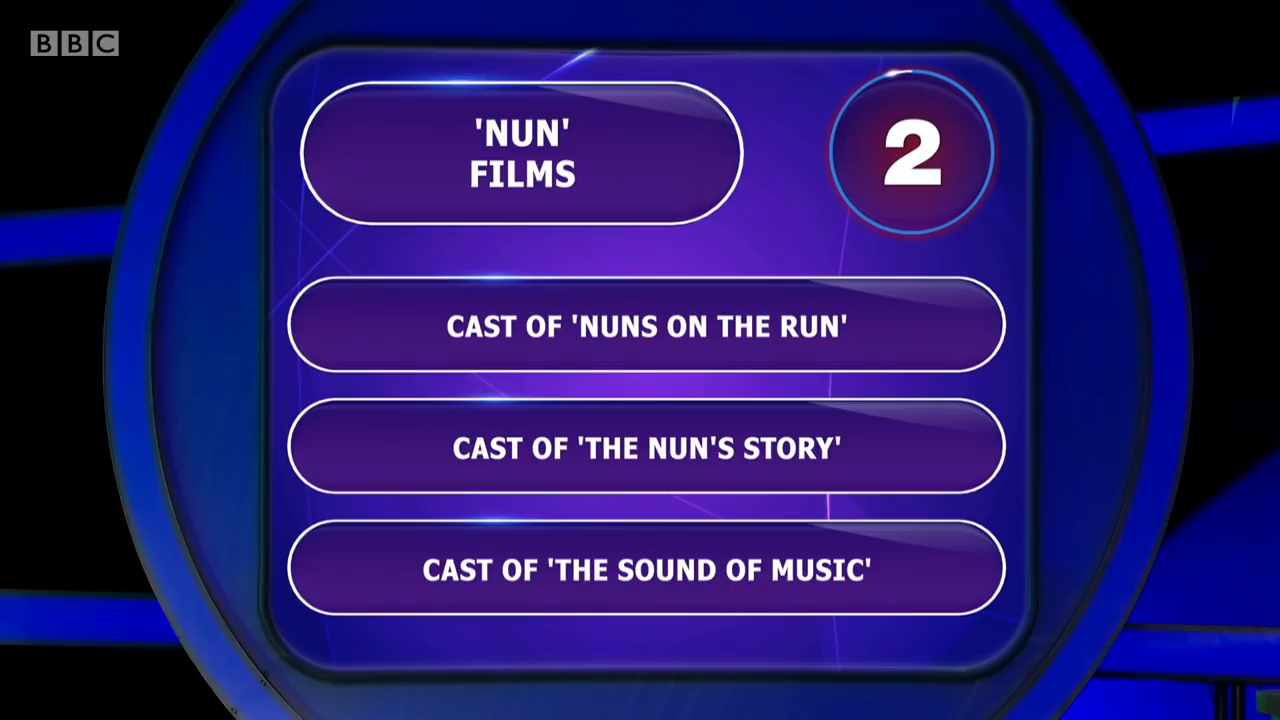 BBC
'NUN'
FILMS
2
CAST OF 'NUNS ON THE RUN'
CAST OF 'THE NUN'S STORY'
CAST OF 'THE SOUND OF MUSIC'